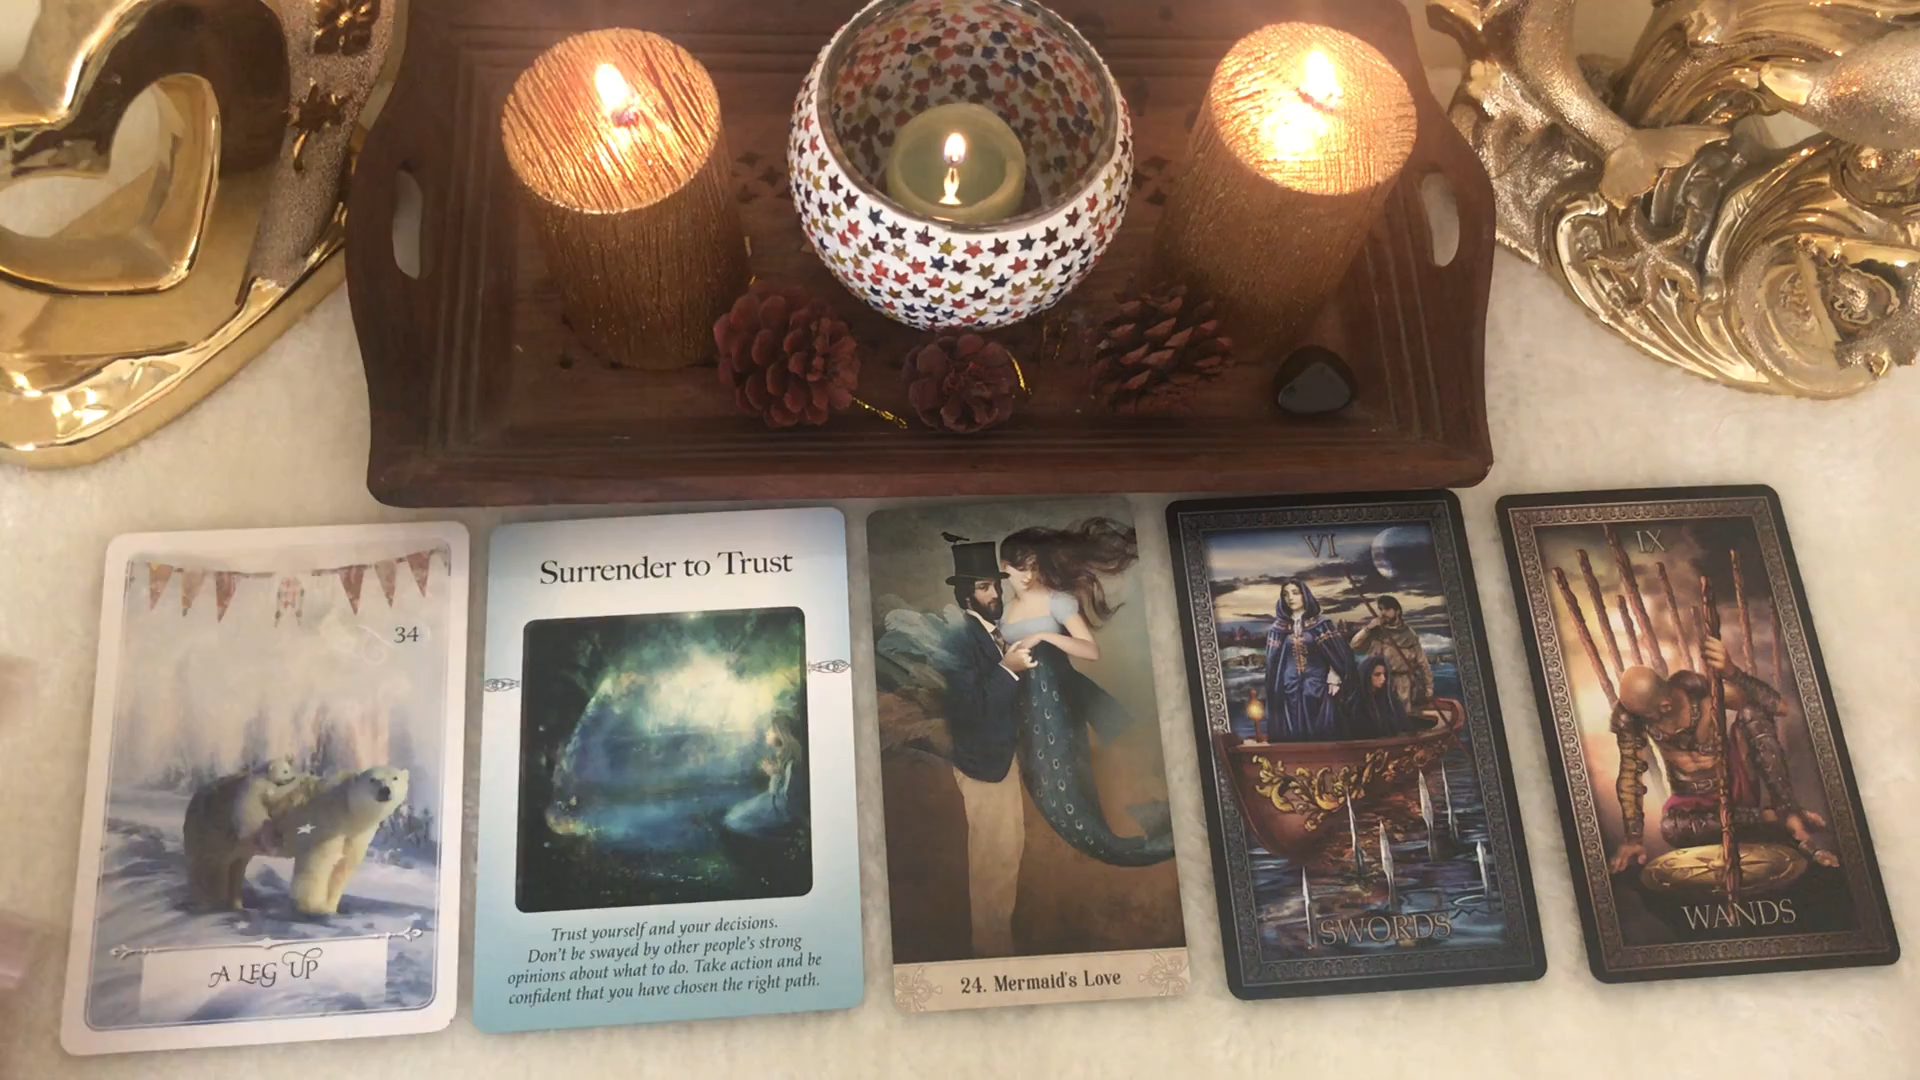 34
A LEG UP
Surrender to Trust
Trust yourself and your decisions.
Don't be swayed by other people's strong
opinions about what to do. Take action and be
confident that you have chosen the right path.
24. Mermaid's Love
VI
SWORDS
IX
WANDS